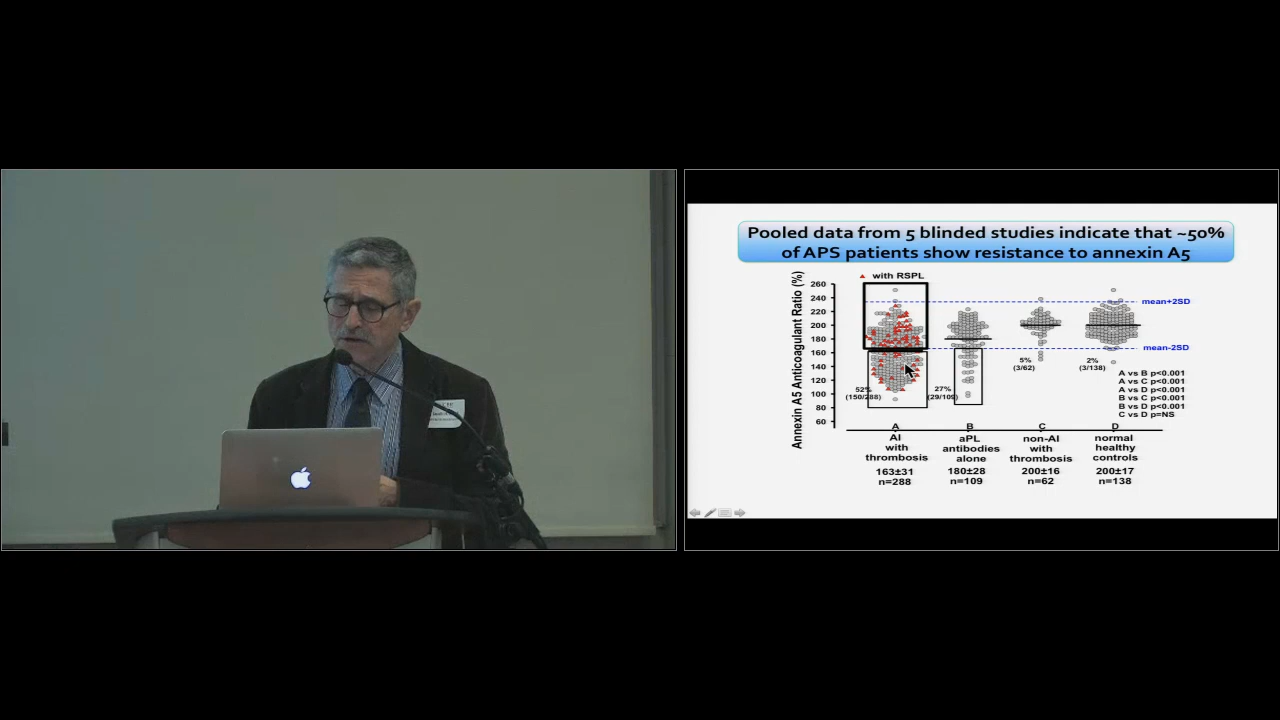 Pooled data from 5 blinded studies indicate that ~50%
of APS patients show resistance to annexin A5
with RSPL
Annexin A5 Anticoagulant Ratio (%)
260
240
220
200
180
160
140
120
100
80
60
mean+2SD
mean-2SD
52%
(150/288)
27%
(29/109)
5%
(3/62)
2%
(3/138)
A vs B p<0.001
A vs C p<0.001
A vs D p<0.001
B vs C p<0.001
B vs D p<0.001
C vs D p=NS
A
AI
with
thrombosis
163±31
n=288
B
aPL
antibodies
alone
180±28
n=109
C
non-AI
with
thrombosis
200±16
n=62
D
normal
healthy
controls
200±17
n=138